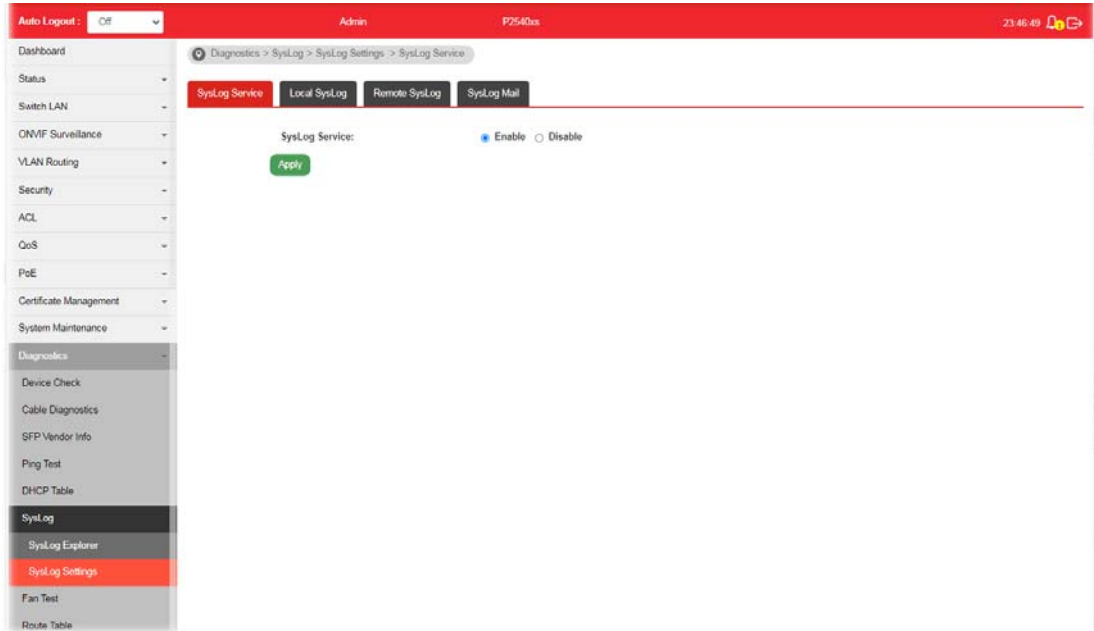 Auto Logout : Off Admin P2540xs 23:46:49
Dashboard
Status
Switch LAN
ONVIF Surveillance
VLAN Routing
Security
ACL
QoS
PoE
Certificate Management
System Maintenance
Diagnostics
Device Check
Cable Diagnostics
SFP Vendor Info
Ping Test
DHCP Table
SysLog
SysLog Explorer
SysLog Settings
Fan Test
Route Table
Diagnostics > SysLog > SysLog Settings > SysLog Service
SysLog Service Local SysLog Remote SysLog SysLog Mail
SysLog Service: Enable Disable
Apply